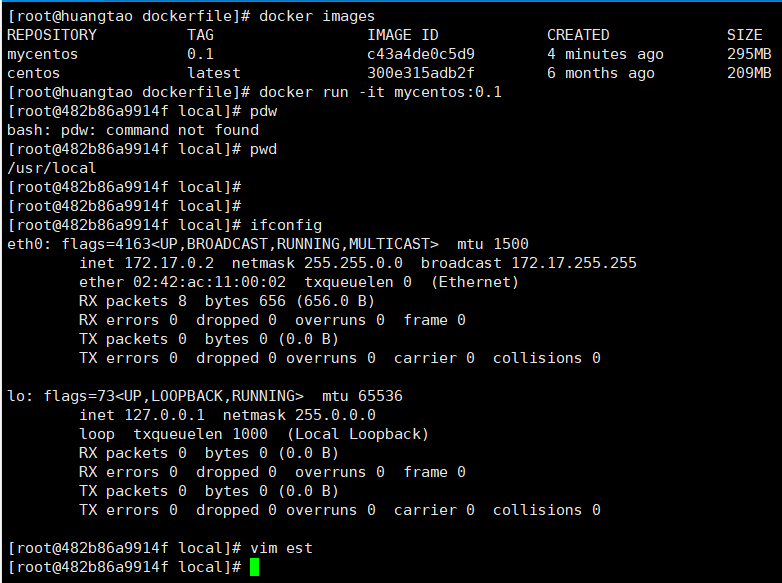 [root@huangtao dockerfile]# docker images
REPOSITORY TAG IMAGE ID CREATED SIZE
mycentos 0.1 c43a4de0c5d9 4 minutes ago 295MB
centos latest 300e315adb2f 6 months ago 209MB
[root@huangtao dockerfile]# docker run -it mycentos:0.1
[root@482b86a9914f local]# pdw
bash: pdw: command not found
[root@482b86a9914f local]# pwd
/usr/local
[root@482b86a9914f local]#
[root@482b86a9914f local]#
[root@482b86a9914f local]# ifconfig
eth0: flags=4163<UP,BROADCAST,RUNNING,MULTICAST>  mtu 1500
        inet 172.17.0.2  netmask 255.255.0.0  broadcast 172.17.255.255
        ether 02:42:ac:11:00:02  txqueuelen 0  (Ethernet)
        RX packets 8  bytes 656 (656.0 B)
        RX errors 0  dropped 0  overruns 0  frame 0
        TX packets 0  bytes 0 (0.0 B)
        TX errors 0  dropped 0 overruns 0  carrier 0  collisions 0

lo: flags=73<UP,LOOPBACK,RUNNING>  mtu 65536
        inet 127.0.0.1  netmask 255.0.0.0
        loop  txqueuelen 1000  (Local Loopback)
        RX packets 0  bytes 0 (0.0 B)
        RX errors 0  dropped 0  overruns 0  frame 0
        TX packets 0  bytes 0 (0.0 B)
        TX errors 0  dropped 0 overruns 0  carrier 0  collisions 0

[root@482b86a9914f local]# vim est
[root@482b86a9914f local]#